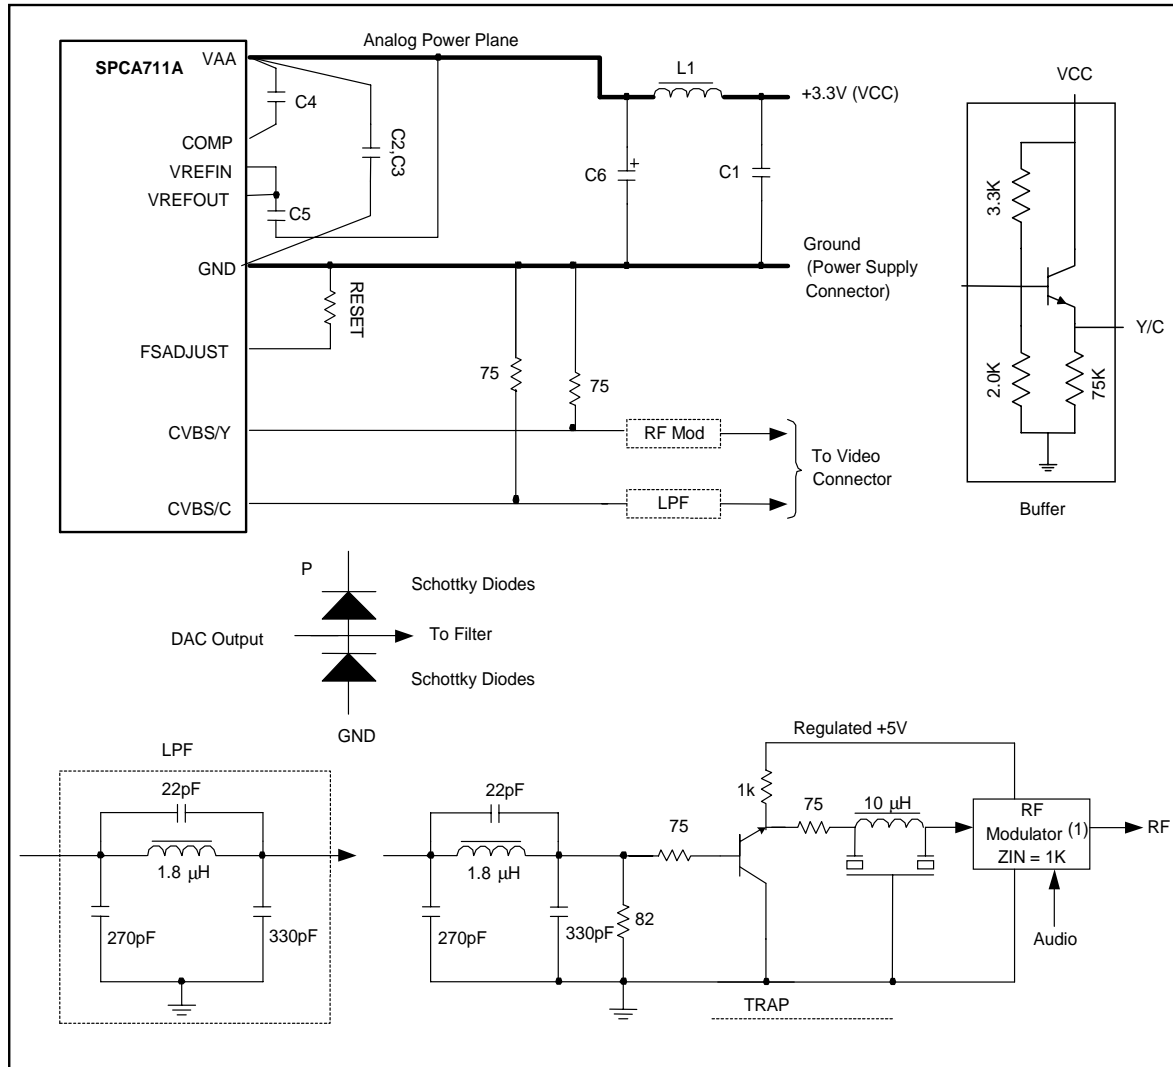 Analog Power Plane
SPCA711A
VAA
L1
+3.3V (VCC)
VCC
C4
COMP
C2,C3
VREFIN
C6
+
C1
VREFOUT
3.3K
C5
GND
Ground
(Power Supply
Connector)
RESET
Y/C
FSADJUST
75
75
2.0K
75K
CVBS/Y
RF Mod
To Video
Connector
CVBS/C
LPF
Buffer
P
Schottky Diodes
DAC Output
To Filter
Schottky Diodes
GND
LPF
Regulated +5V
22pF
22pF
1k
75
75
10 µH
RF
Modulator (1)
ZIN = 1K
RF
1.8 µH
1.8 µH
270pF
330pF
270pF
330pF
82
Audio
TRAP